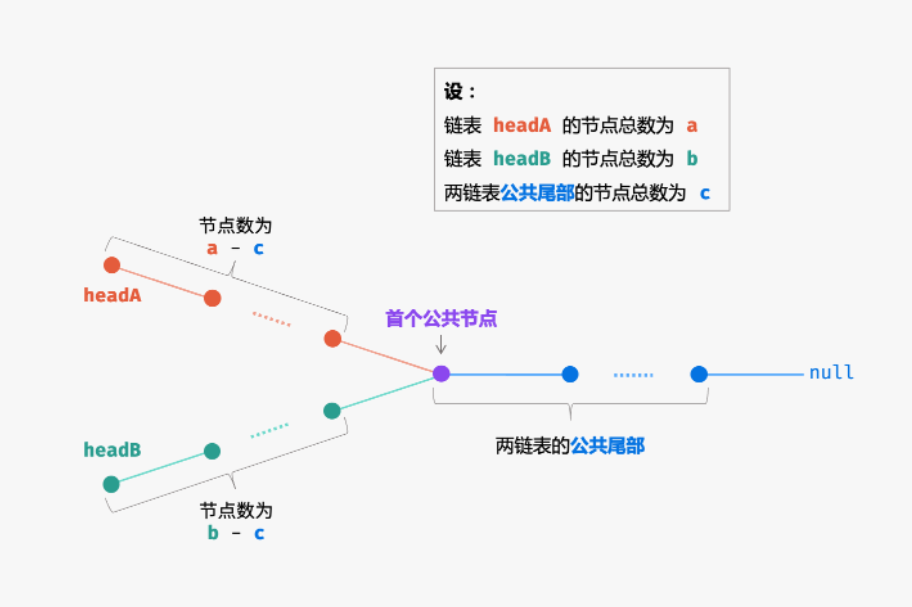 设：
链表 headA 的节点总数为 a
链表 headB 的节点总数为 b
两链表公共尾部的节点总数为 c
节点数为
a - c
headA
首个公共节点
null
headB
两链表的公共尾部
节点数为
b - c